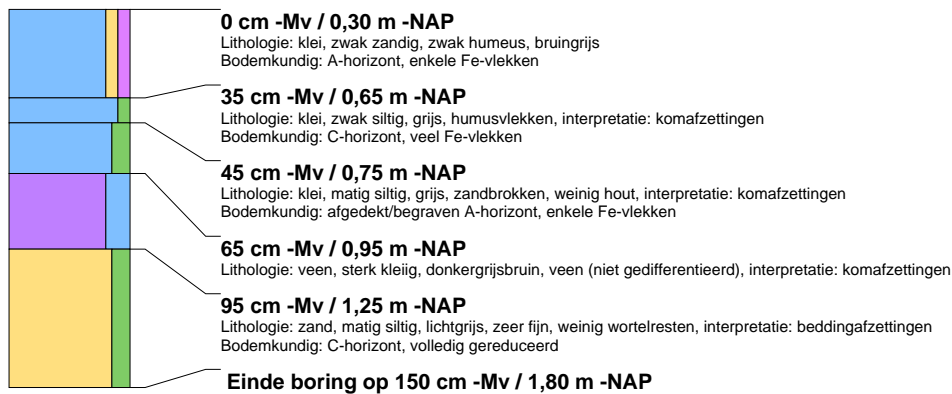 0 cm -Mv / 0,30 m -NAP
Lithologie: klei, zwak zandig, zwak humeus, bruingrijs
Bodemkundig: A-horizont, enkele Fe-vlekken
35 cm -Mv / 0,65 m -NAP
Lithologie: klei, zwak siltig, grijs, humusvlekken, interpretatie: komafzettingen
Bodemkundig: C-horizont, veel Fe-vlekken
45 cm -Mv / 0,75 m -NAP
Lithologie: klei, matig siltig, grijs, zandbrokken, weinig hout, interpretatie: komafzettingen
Bodemkundig: afgedekt/begraven A-horizont, enkele Fe-vlekken
65 cm -Mv / 0,95 m -NAP
Lithologie: veen, sterk kleiig, donkergrijsbruin, veen (niet gedifferentieerd), interpretatie: komafzettingen
95 cm -Mv / 1,25 m -NAP
Lithologie: zand, matig siltig, lichtgrijs, zeer fijn, weinig wortelresten, interpretatie: beddingafzettingen
Bodemkundig: C-horizont, volledig gereduceerd
Einde boring op 150 cm -Mv / 1,80 m -NAP